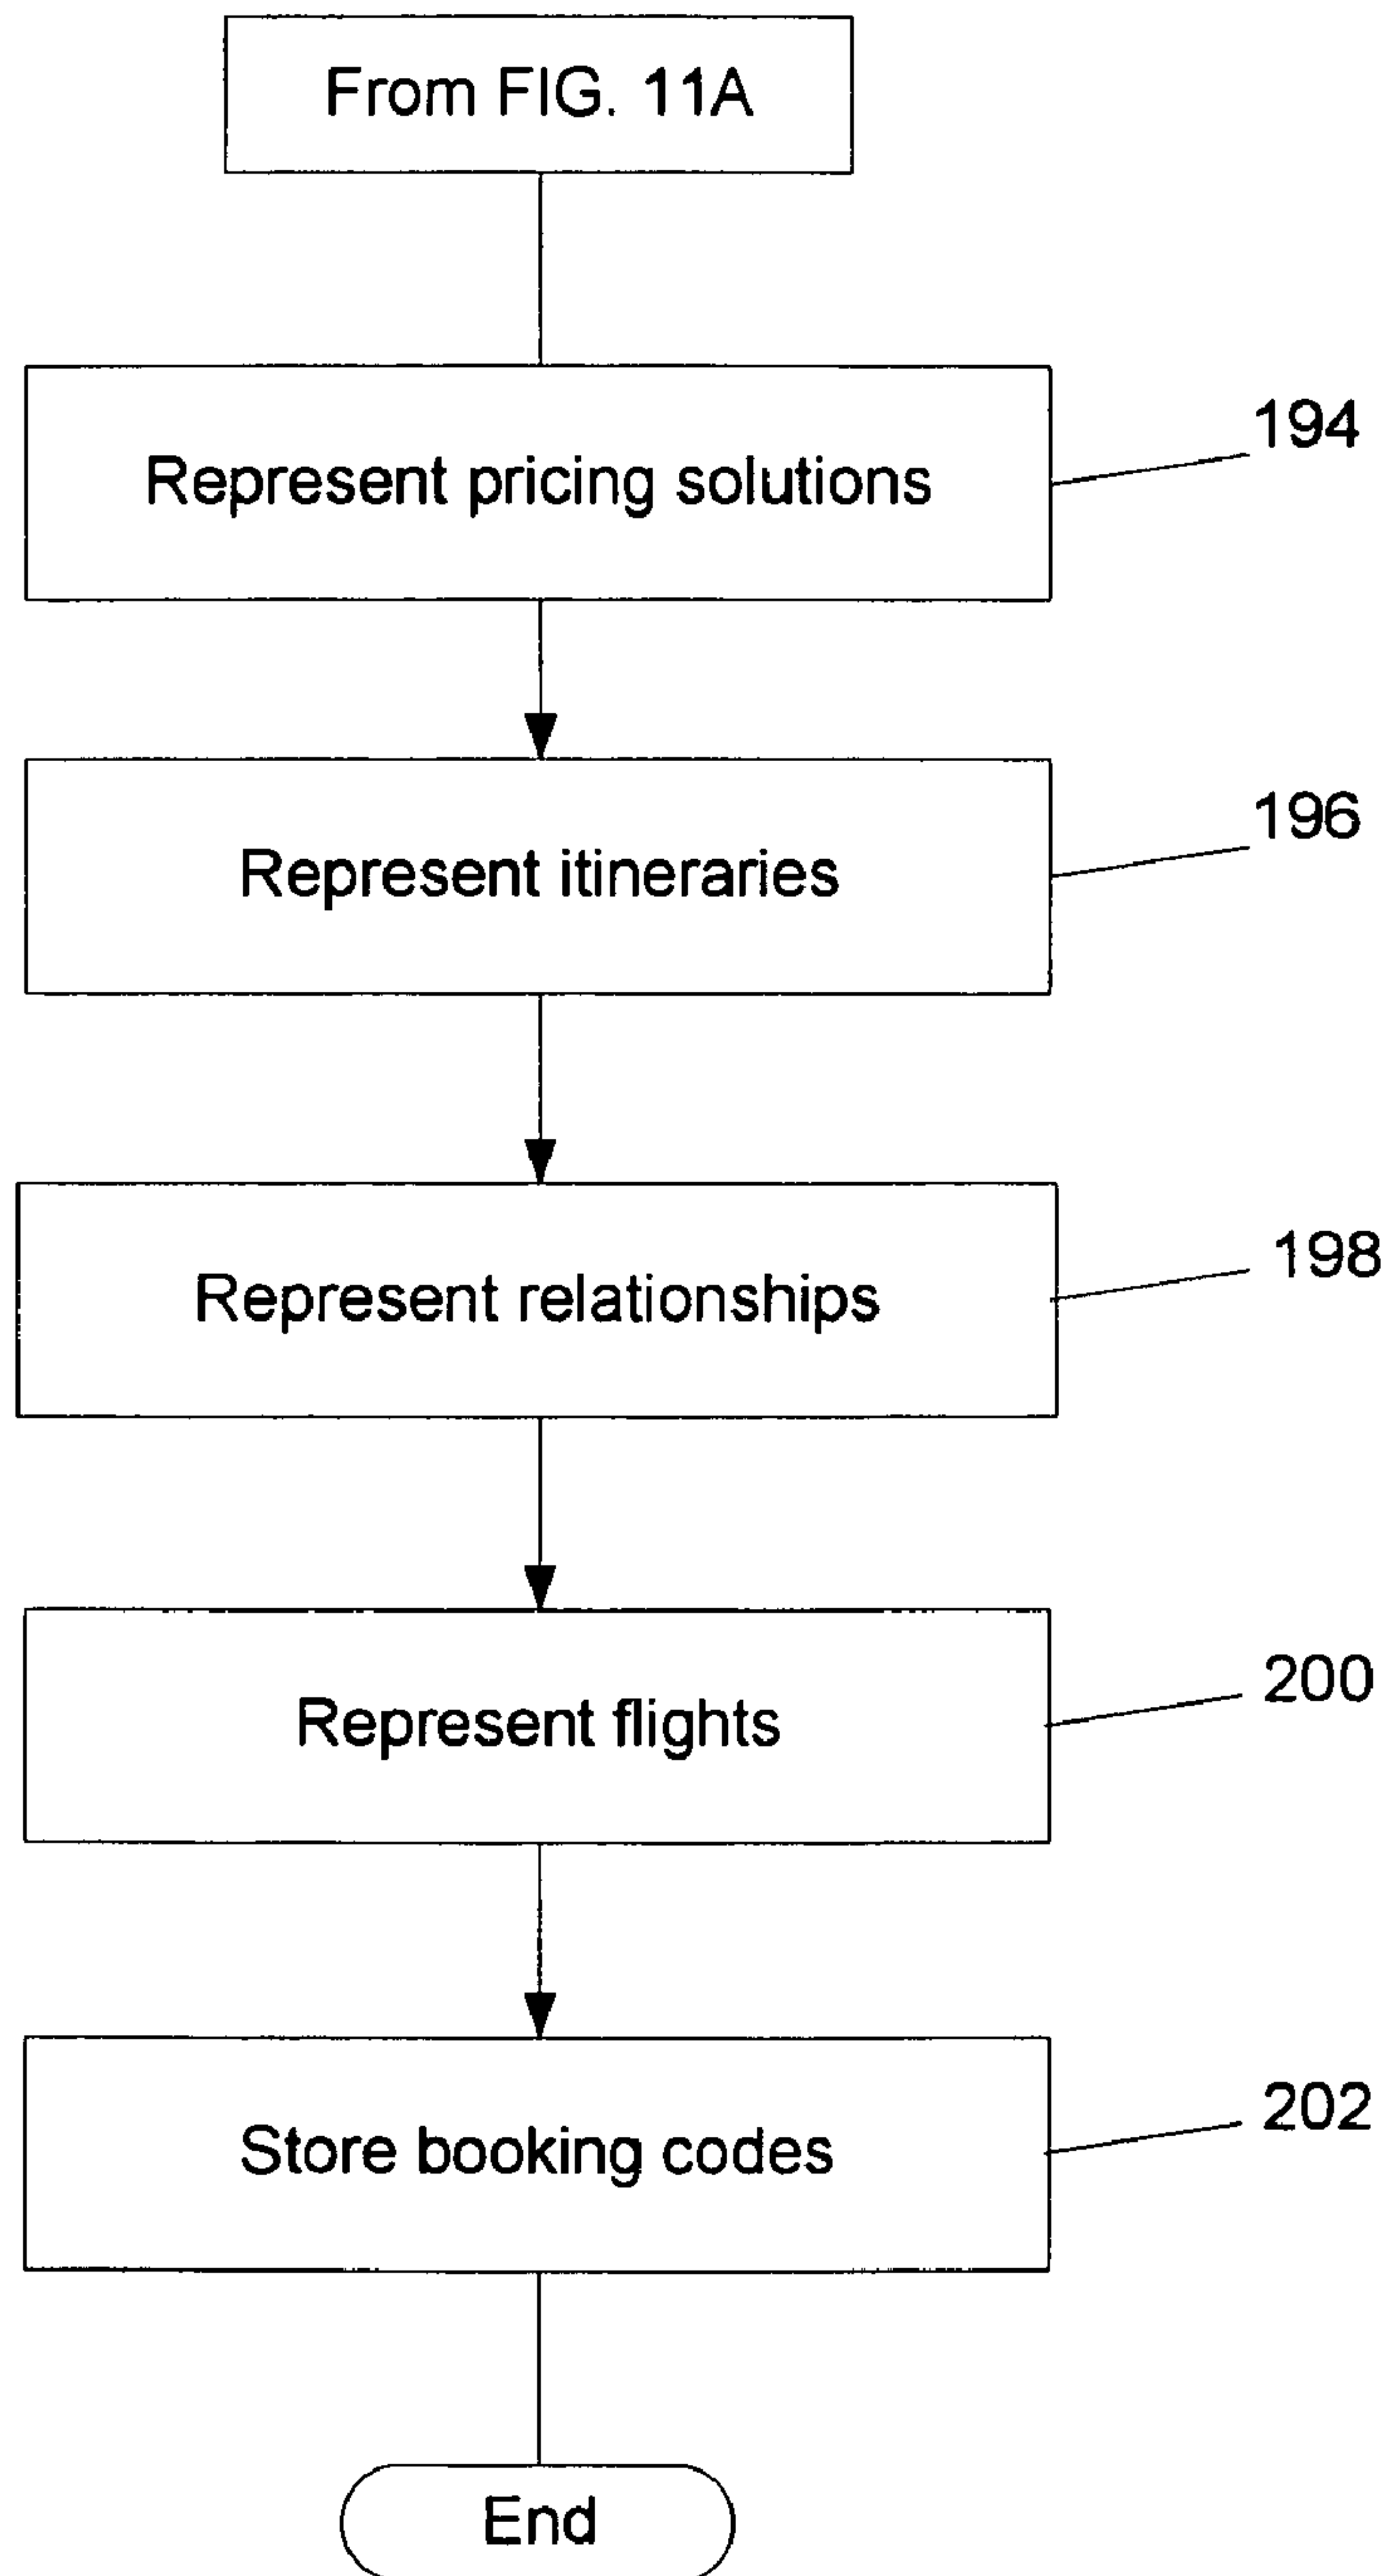 From FIG. 11A
Represent pricing solutions
194
Represent itineraries
196
Represent relationships
198
Represent flights
200
Store booking codes
202
End